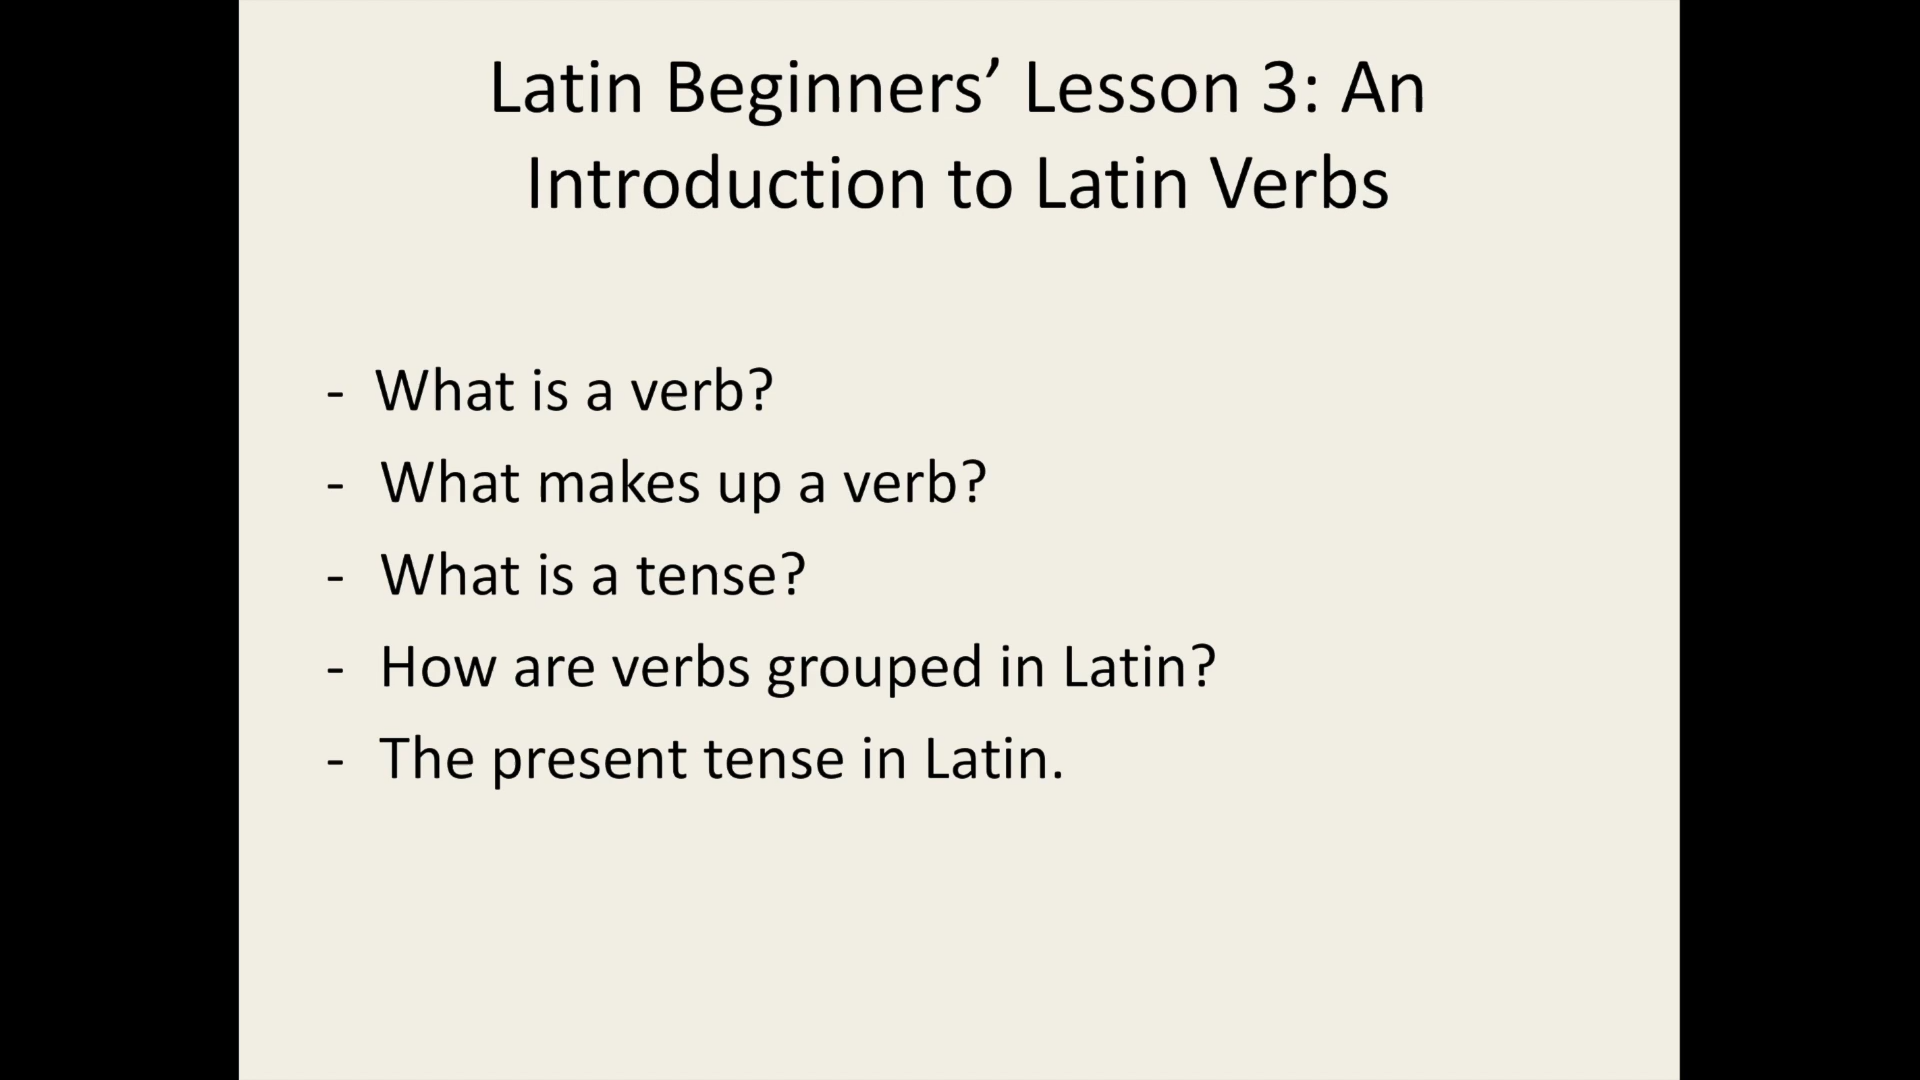 Latin Beginners’ Lesson 3: An
Introduction to Latin Verbs
- What is a verb?
- What makes up a verb?
- What is a tense?
- How are verbs grouped in Latin?
- The present tense in Latin.